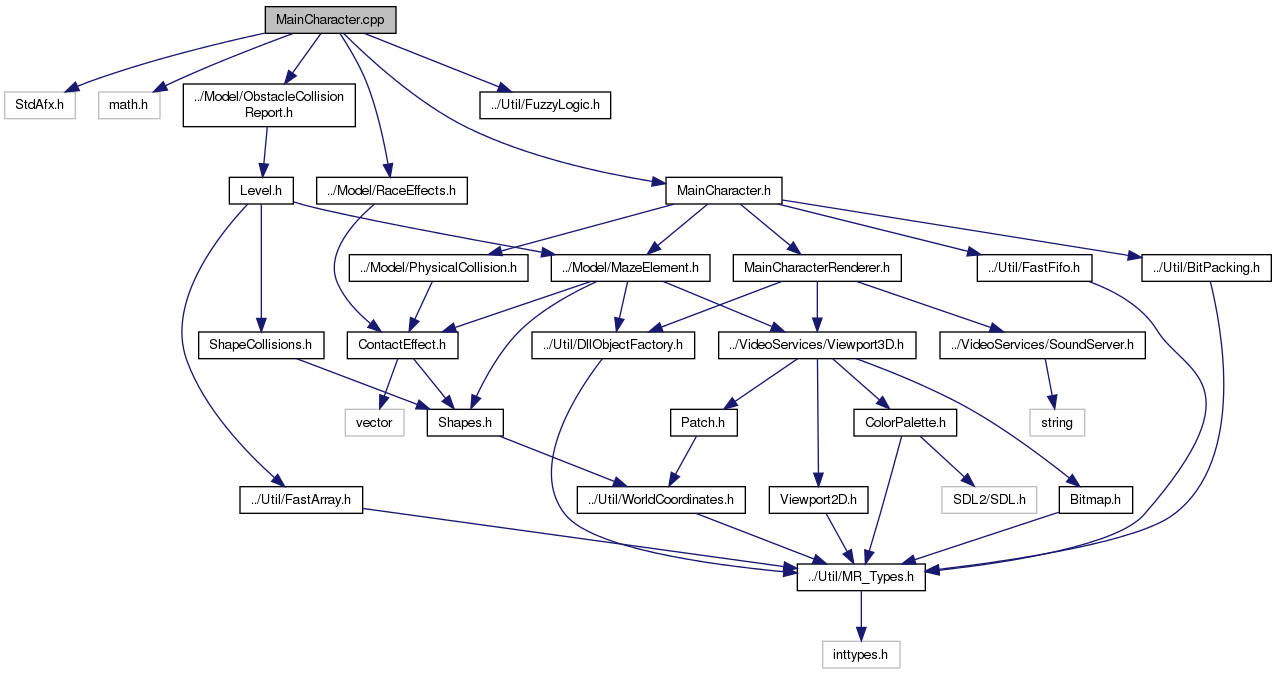 MainCharacter.cpp
StdAfx.h
math.h
../Model/ObstacleCollision
Report.h
../Util/FuzzyLogic.h
Level.h
../Model/RaceEffects.h
MainCharacter.h
../Model/PhysicalCollision.h
../Model/MazeElement.h
MainCharacterRenderer.h
../Util/FastFifo.h
../Util/BitPacking.h
ShapeCollisions.h
ContactEffect.h
../Util/DllObjectFactory.h
../VideoServices/Viewport3D.h
../VideoServices/SoundServer.h
vector
Shapes.h
Patch.h
ColorPalette.h
string
../Util/FastArray.h
../Util/WorldCoordinates.h
Viewport2D.h
SDL2/SDL.h
Bitmap.h
../Util/MR_Types.h
inttypes.h